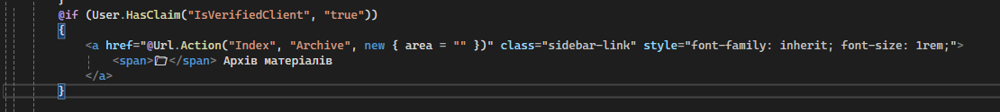 }
@if (User.HasClaim("IsVerifiedClient", "true"))
{
<a href="@Url.Action("Index", "Archive", new { area = "" })" class="sidebar-link" style="font-family: inherit; font-size: 1rem;">
<span>🗁</span> Архів матеріалів
</a>
}